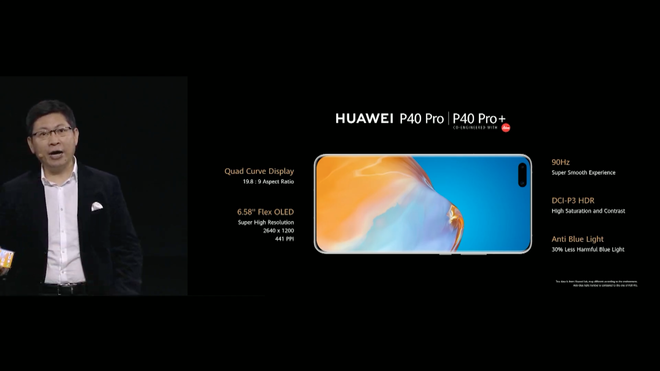 HUAWEI P40 Pro | P40 Pro+
CO-ENGINEERED WITH Leica
Quad Curve Display
19.8 : 9 Aspect Ratio
6.58" Flex OLED
Super High Resolution
2640 x 1200
441 PPI
90Hz
Super Smooth Experience
DCI-P3 HDR
High Saturation and Contrast
Anti Blue Light
30% Less Harmful Blue Light